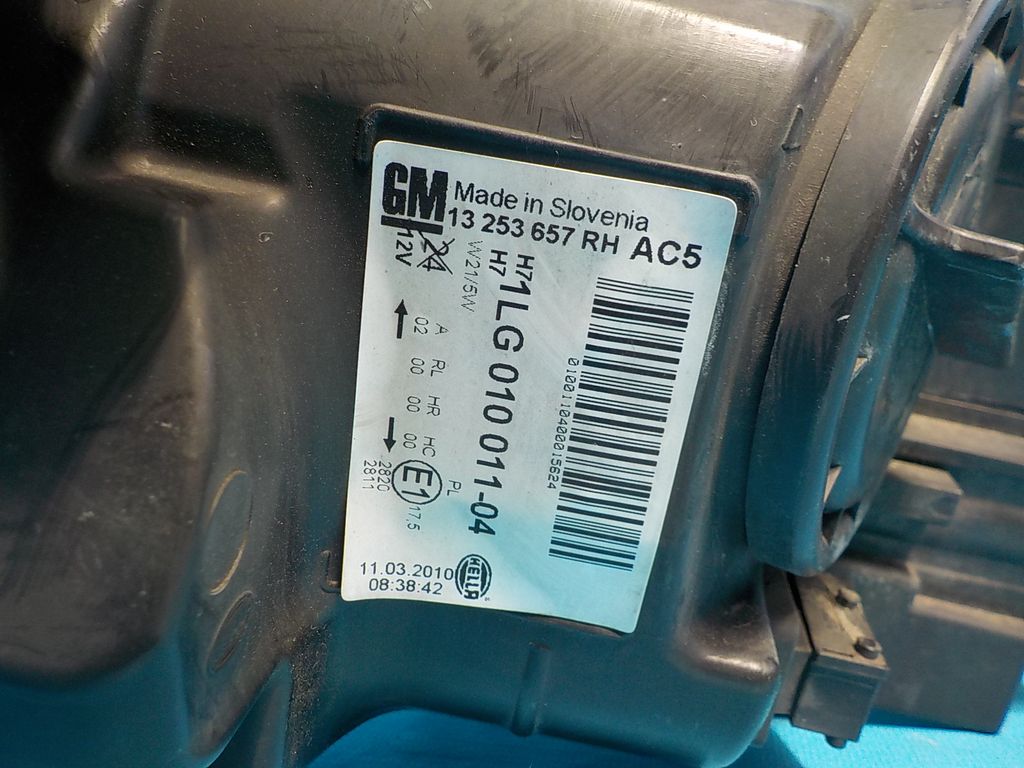 GM
Made in Slovenia
13 253 657 RH AC5
12V
24
W21/5W
H7
H7
1LG 010 011-04
A RL HR HC PL
02 00 00 00 E1 17.5
2820
2811
01001104000015624
11.03.2010
08:38:42
HELLA